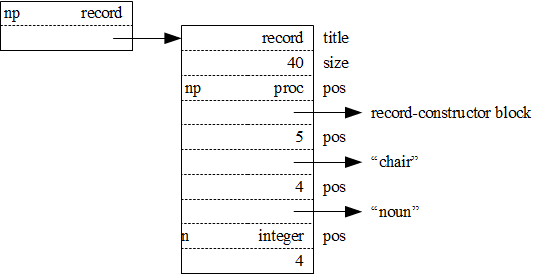 np record
record title
40 size
np proc pos
record-constructor block
5 pos
“chair”
4 pos
“noun”
n integer pos
4